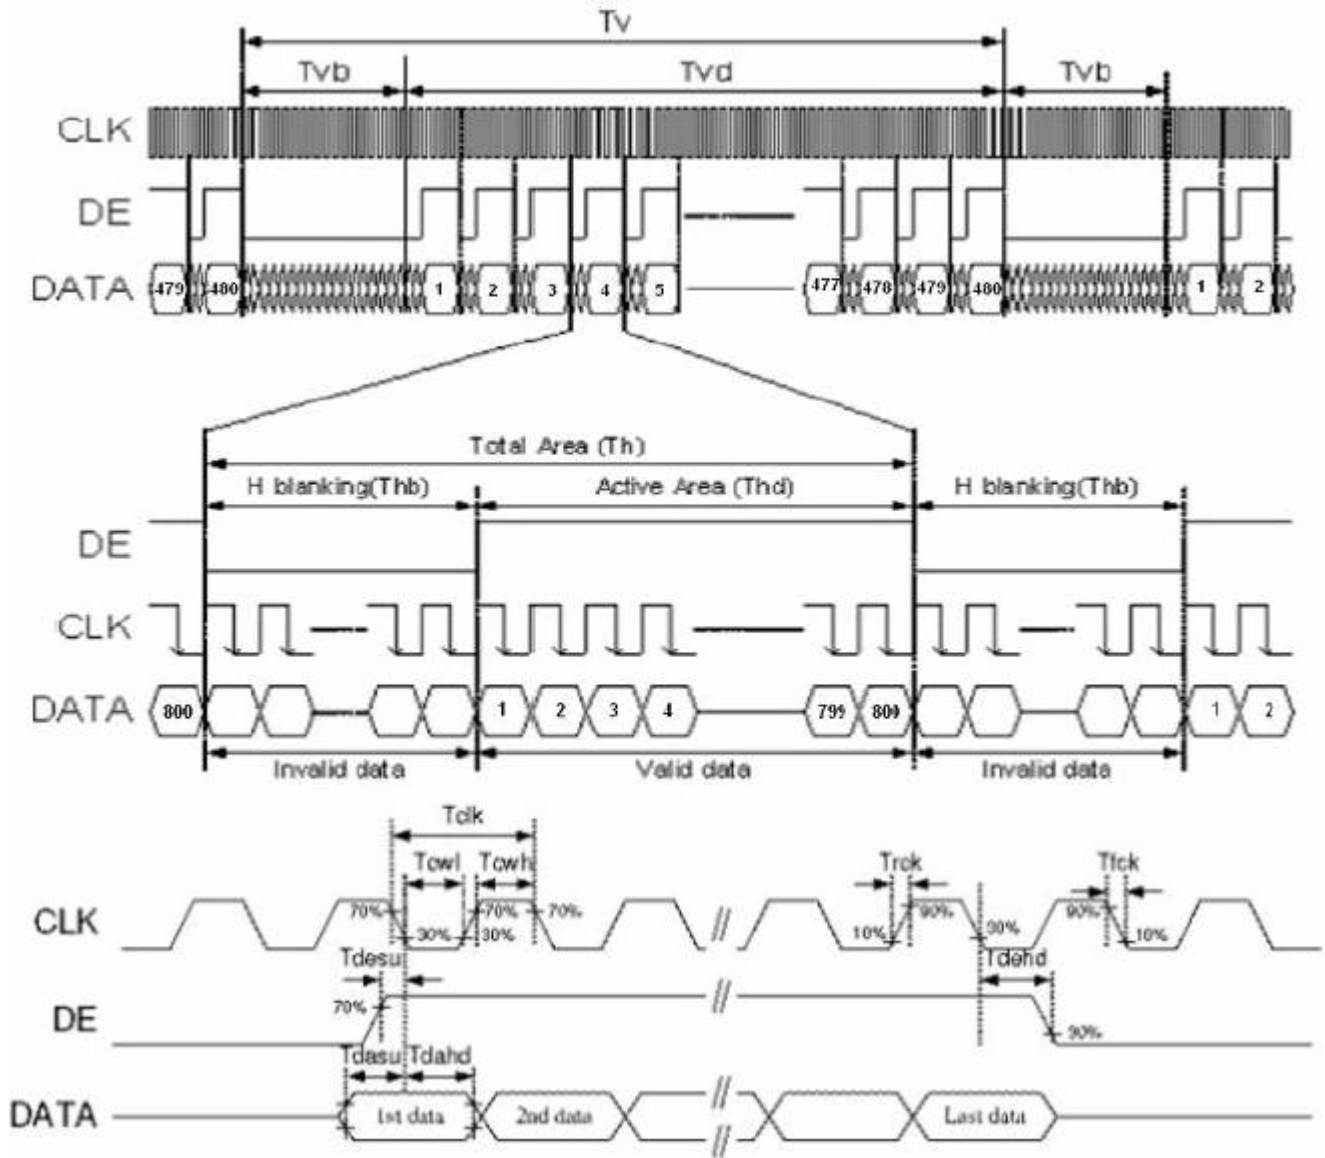 Tv
Tvb Tvd Tvb
CLK
DE
DATA 479 480 1 2 3 4 5 477 478 479 480 1 2
Total Area (Th)
H blanking(Thb) Active Area (Thd) H blanking(Thb)
DE
CLK
DATA 800 1 2 3 4 799 800 1 2
Invalid data Valid data Invalid data
Tclk
Tcwl Tcwh Trck Tfck
CLK 70% 70% 70% 90% 90%
30% 30% 10% 30% 10%
Tdesu Tdehd
70%
DE 30%
Tdasu Tdahd
DATA 1st data 2nd data Last data